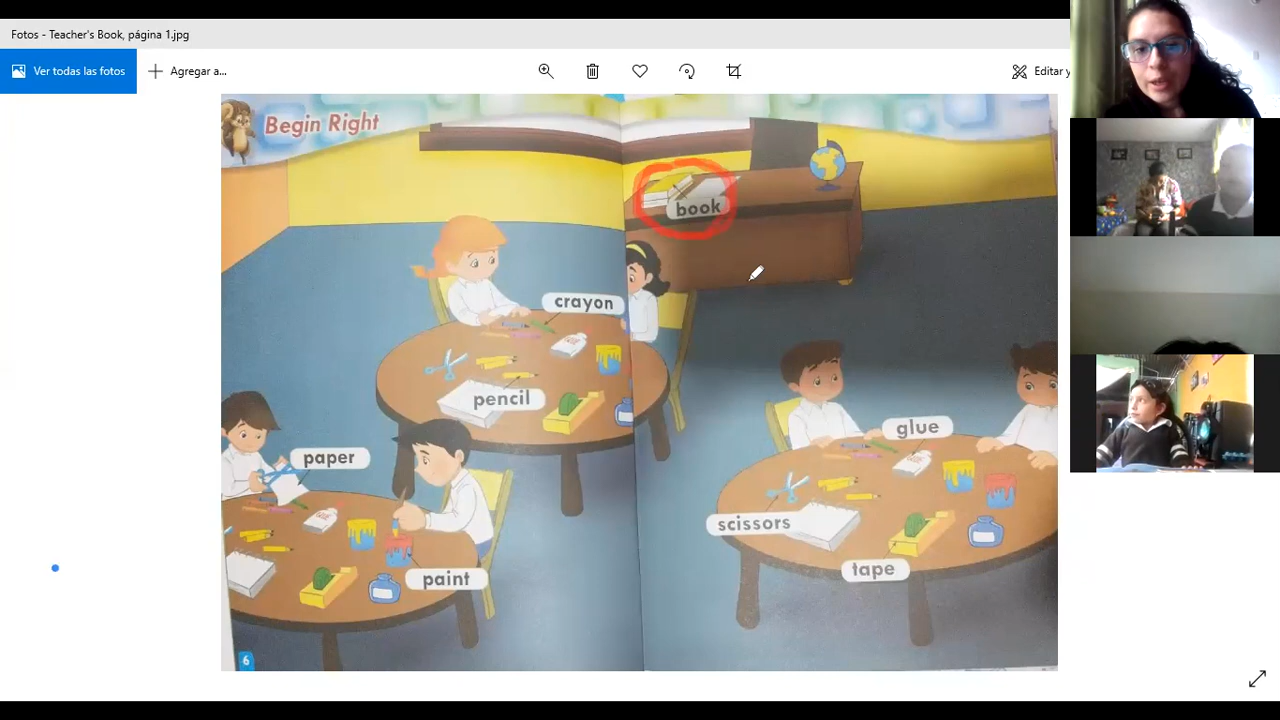 Fotos - Teacher's Book, página 1.jpg
Ver todas las fotos
Agregar a...
Editar y
Begin Right
book
crayon
pencil
glue
paper
scissors
tape
paint
6